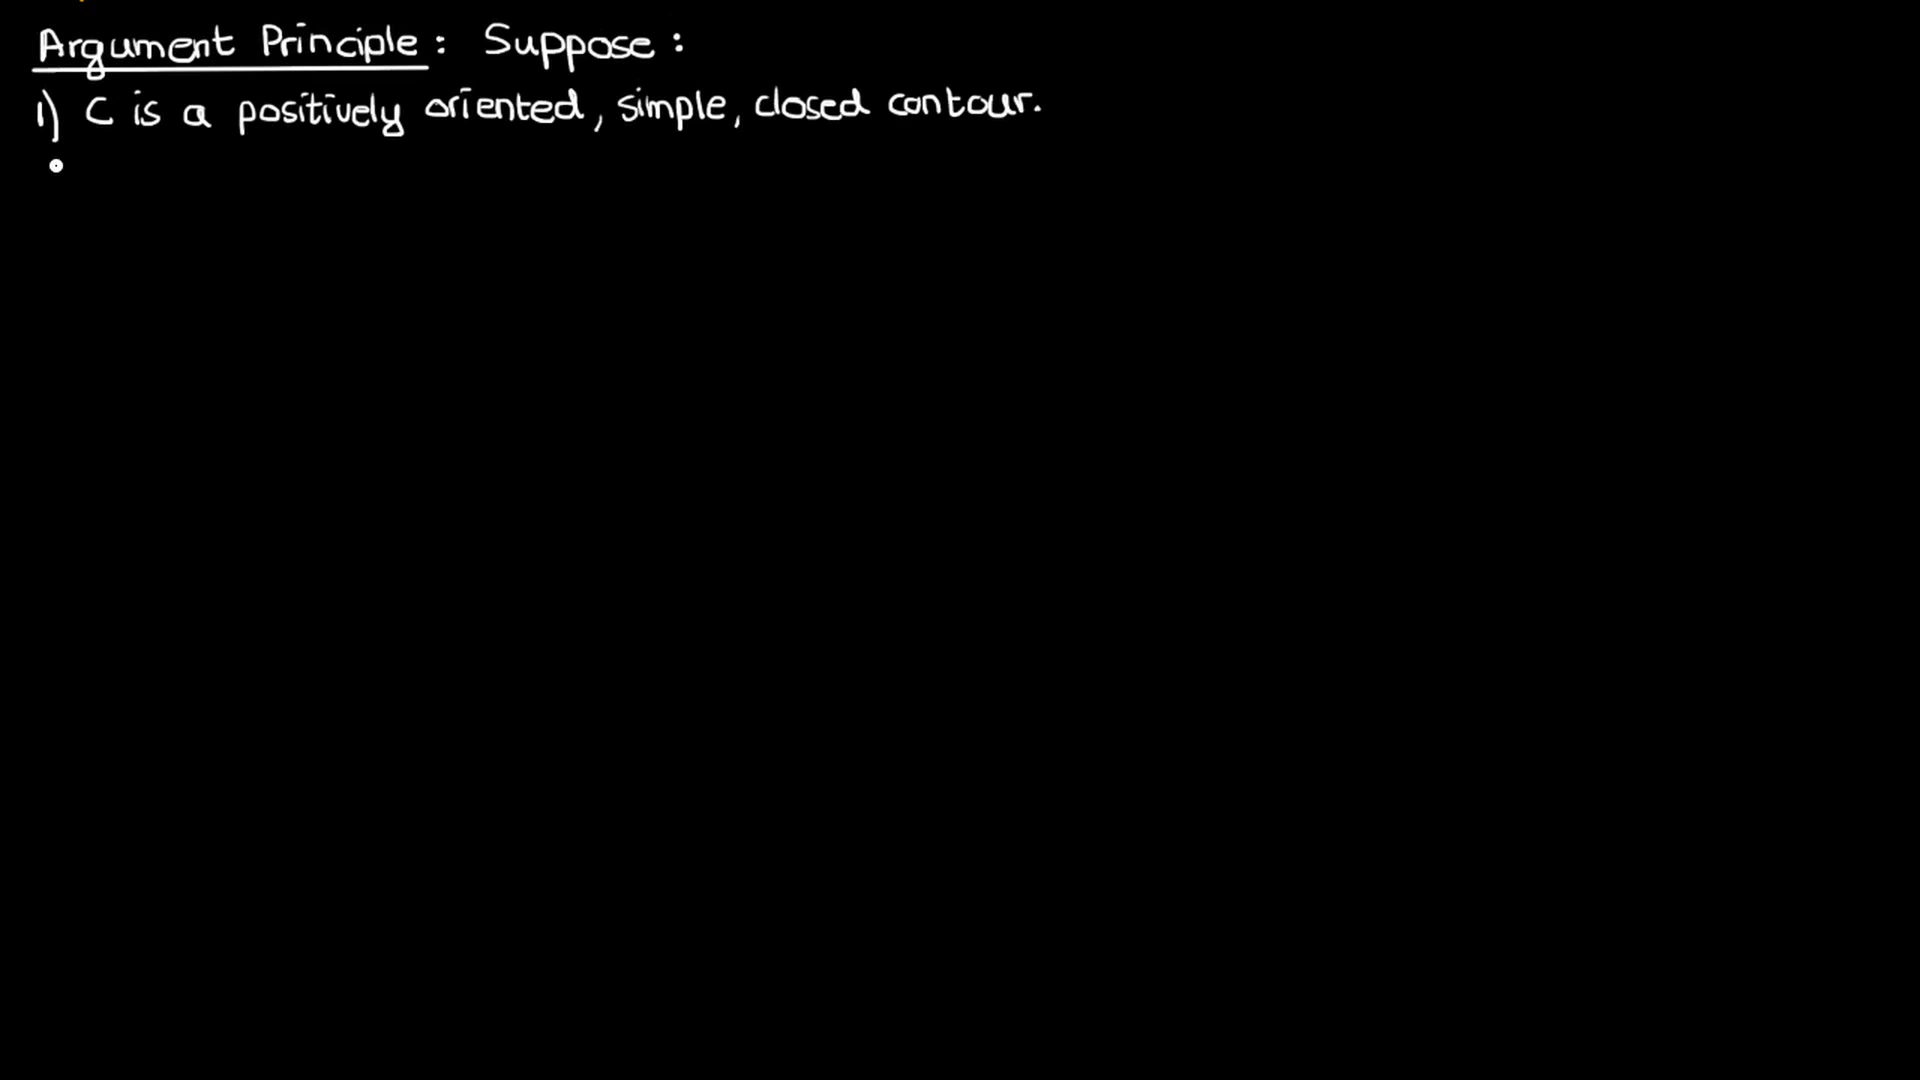 Argument Principle: Suppose:
1) C is a positively oriented, simple, closed contour.